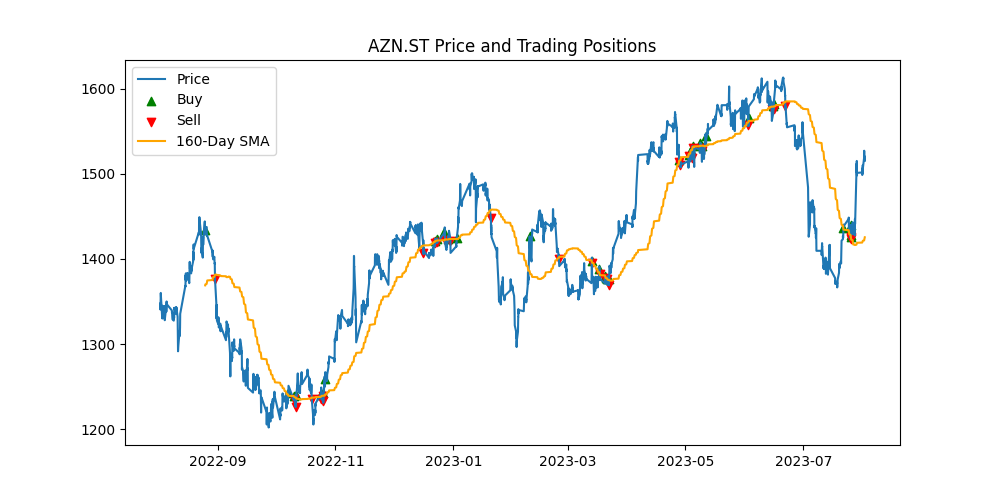 AZN.ST Price and Trading Positions
Price
Buy
Sell
160-Day SMA
1600
1500
1400
1300
1200
2022-09
2022-11
2023-01
2023-03
2023-05
2023-07